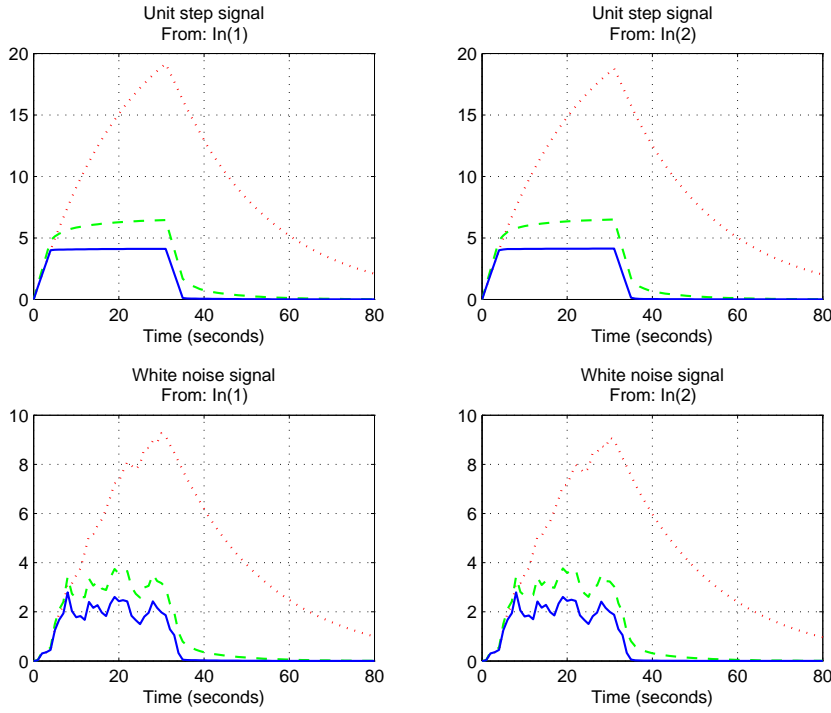 Unit step signal
From: In(1)
20
15
10
5
0
0 20 40 60 80
Time (seconds)
Unit step signal
From: In(2)
20
15
10
5
0
0 20 40 60 80
Time (seconds)
White noise signal
From: In(1)
10
8
6
4
2
0
0 20 40 60 80
Time (seconds)
White noise signal
From: In(2)
10
8
6
4
2
0
0 20 40 60 80
Time (seconds)